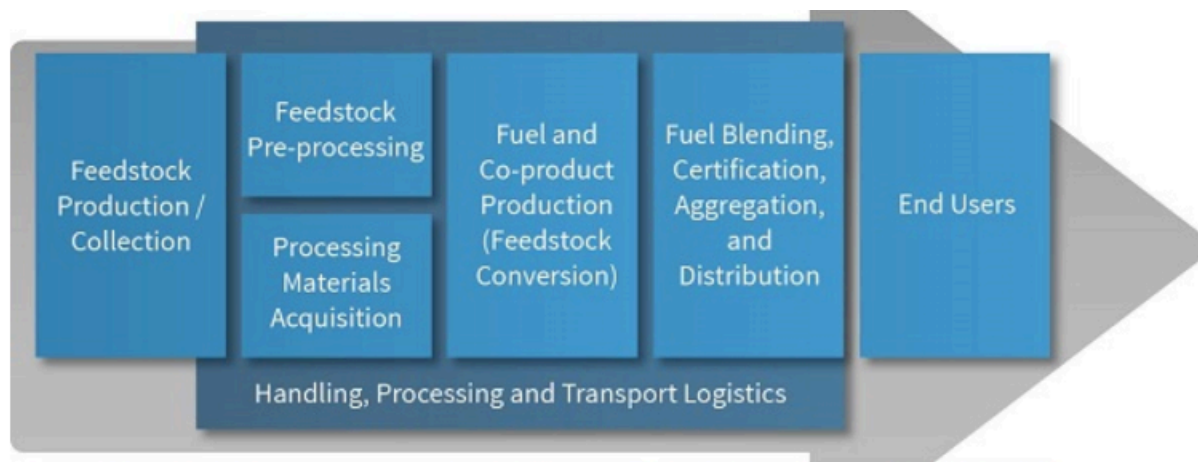 Feedstock
Production /
Collection
Feedstock
Pre-processing
Processing
Materials
Acquisition
Fuel and
Co-product
Production
(Feedstock
Conversion)
Fuel Blending,
Certification,
Aggregation,
and
Distribution
End Users
Handling, Processing and Transport Logistics